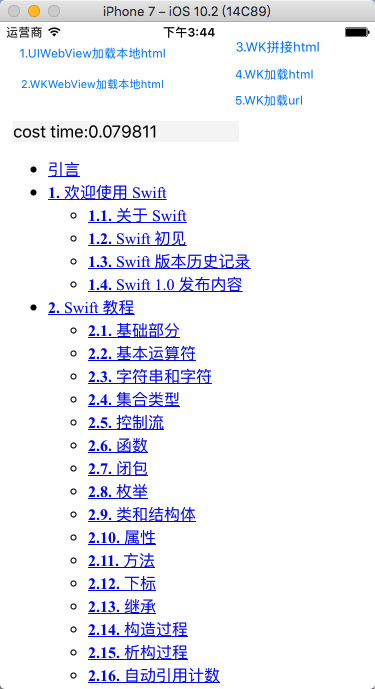 iPhone 7 – iOS 10.2 (14C89)
运营商 下午3:44
1.UIWebView加载本地html
3.WK拼接html
2.WKWebView加载本地html
4.WK加载html
5.WK加载url
cost time:0.079811
引言
1. 欢迎使用 Swift
1.1. 关于 Swift
1.2. Swift 初见
1.3. Swift 版本历史记录
1.4. Swift 1.0 发布内容
2. Swift 教程
2.1. 基础部分
2.2. 基本运算符
2.3. 字符串和字符
2.4. 集合类型
2.5. 控制流
2.6. 函数
2.7. 闭包
2.8. 枚举
2.9. 类和结构体
2.10. 属性
2.11. 方法
2.12. 下标
2.13. 继承
2.14. 构造过程
2.15. 析构过程
2.16. 自动引用计数